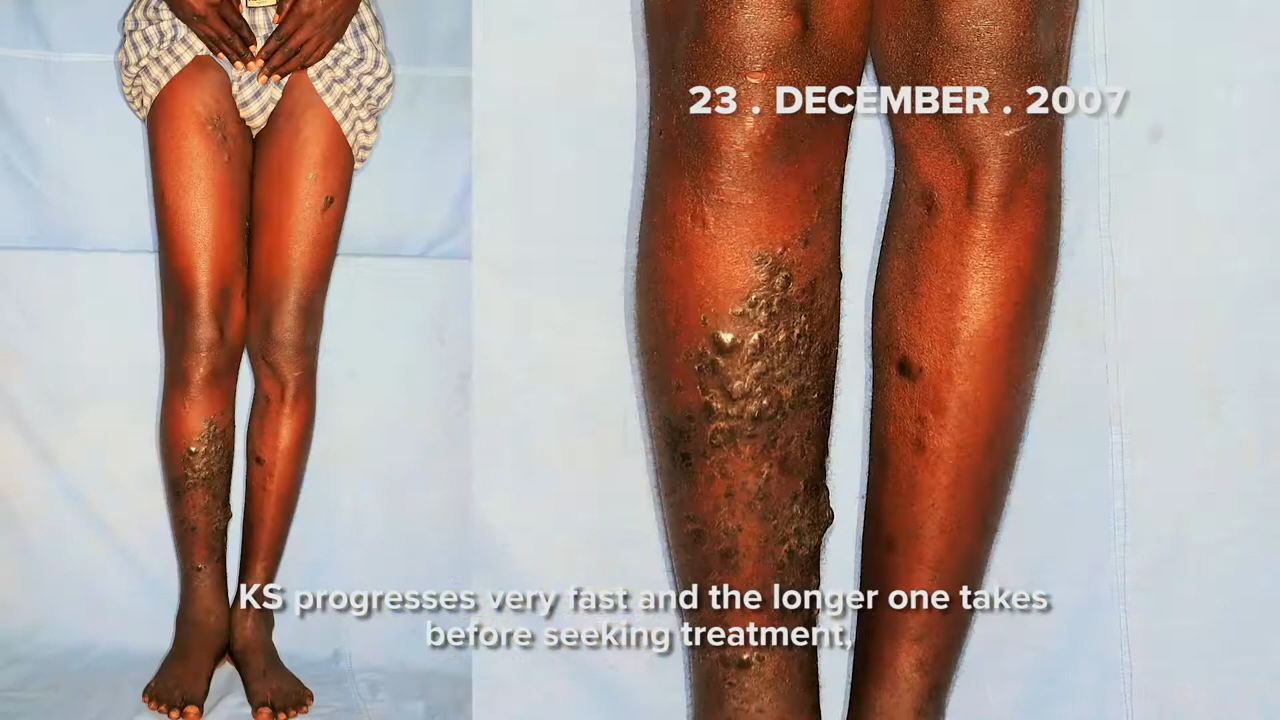 23 . DECEMBER . 2007
KS progresses very fast and the longer one takes
before seeking treatment,